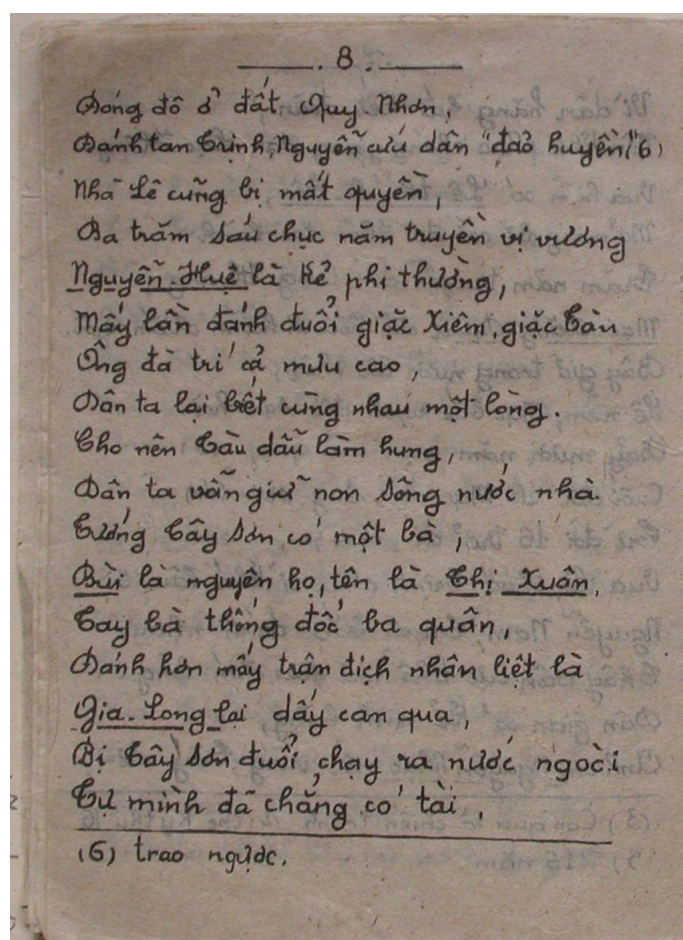 8
Đóng đô ở đất Quy Nhơn,
Đánh tan Trịnh, Nguyễn cứu dân "đảo huyền" (6)
Nhà Lê cũng bị mất quyền,
Ba trăm sáu chục năm truyền vị vương
Nguyễn Huệ là kẻ phi thường,
Mấy lần đánh đuổi giặc Xiêm, giặc Tàu
Ông đà trí cả mưu cao,
Dân ta lại biết cùng nhau một lòng.
Cho nên Tàu dẫu làm hung,
Dân ta vẫn giữ non sông nước nhà.
Tướng Tây Sơn có một bà,
Bùi là nguyên họ, tên là Thị Xuân,
Tay bà thống đốc ba quân,
Đánh hơn mấy trận địch nhân liệt là
Gia-Long lại dấy can qua,
Bị Tây Sơn đuổi, chạy ra nước ngoài
Tự mình đã chẳng có tài,
(6) trao ngược.